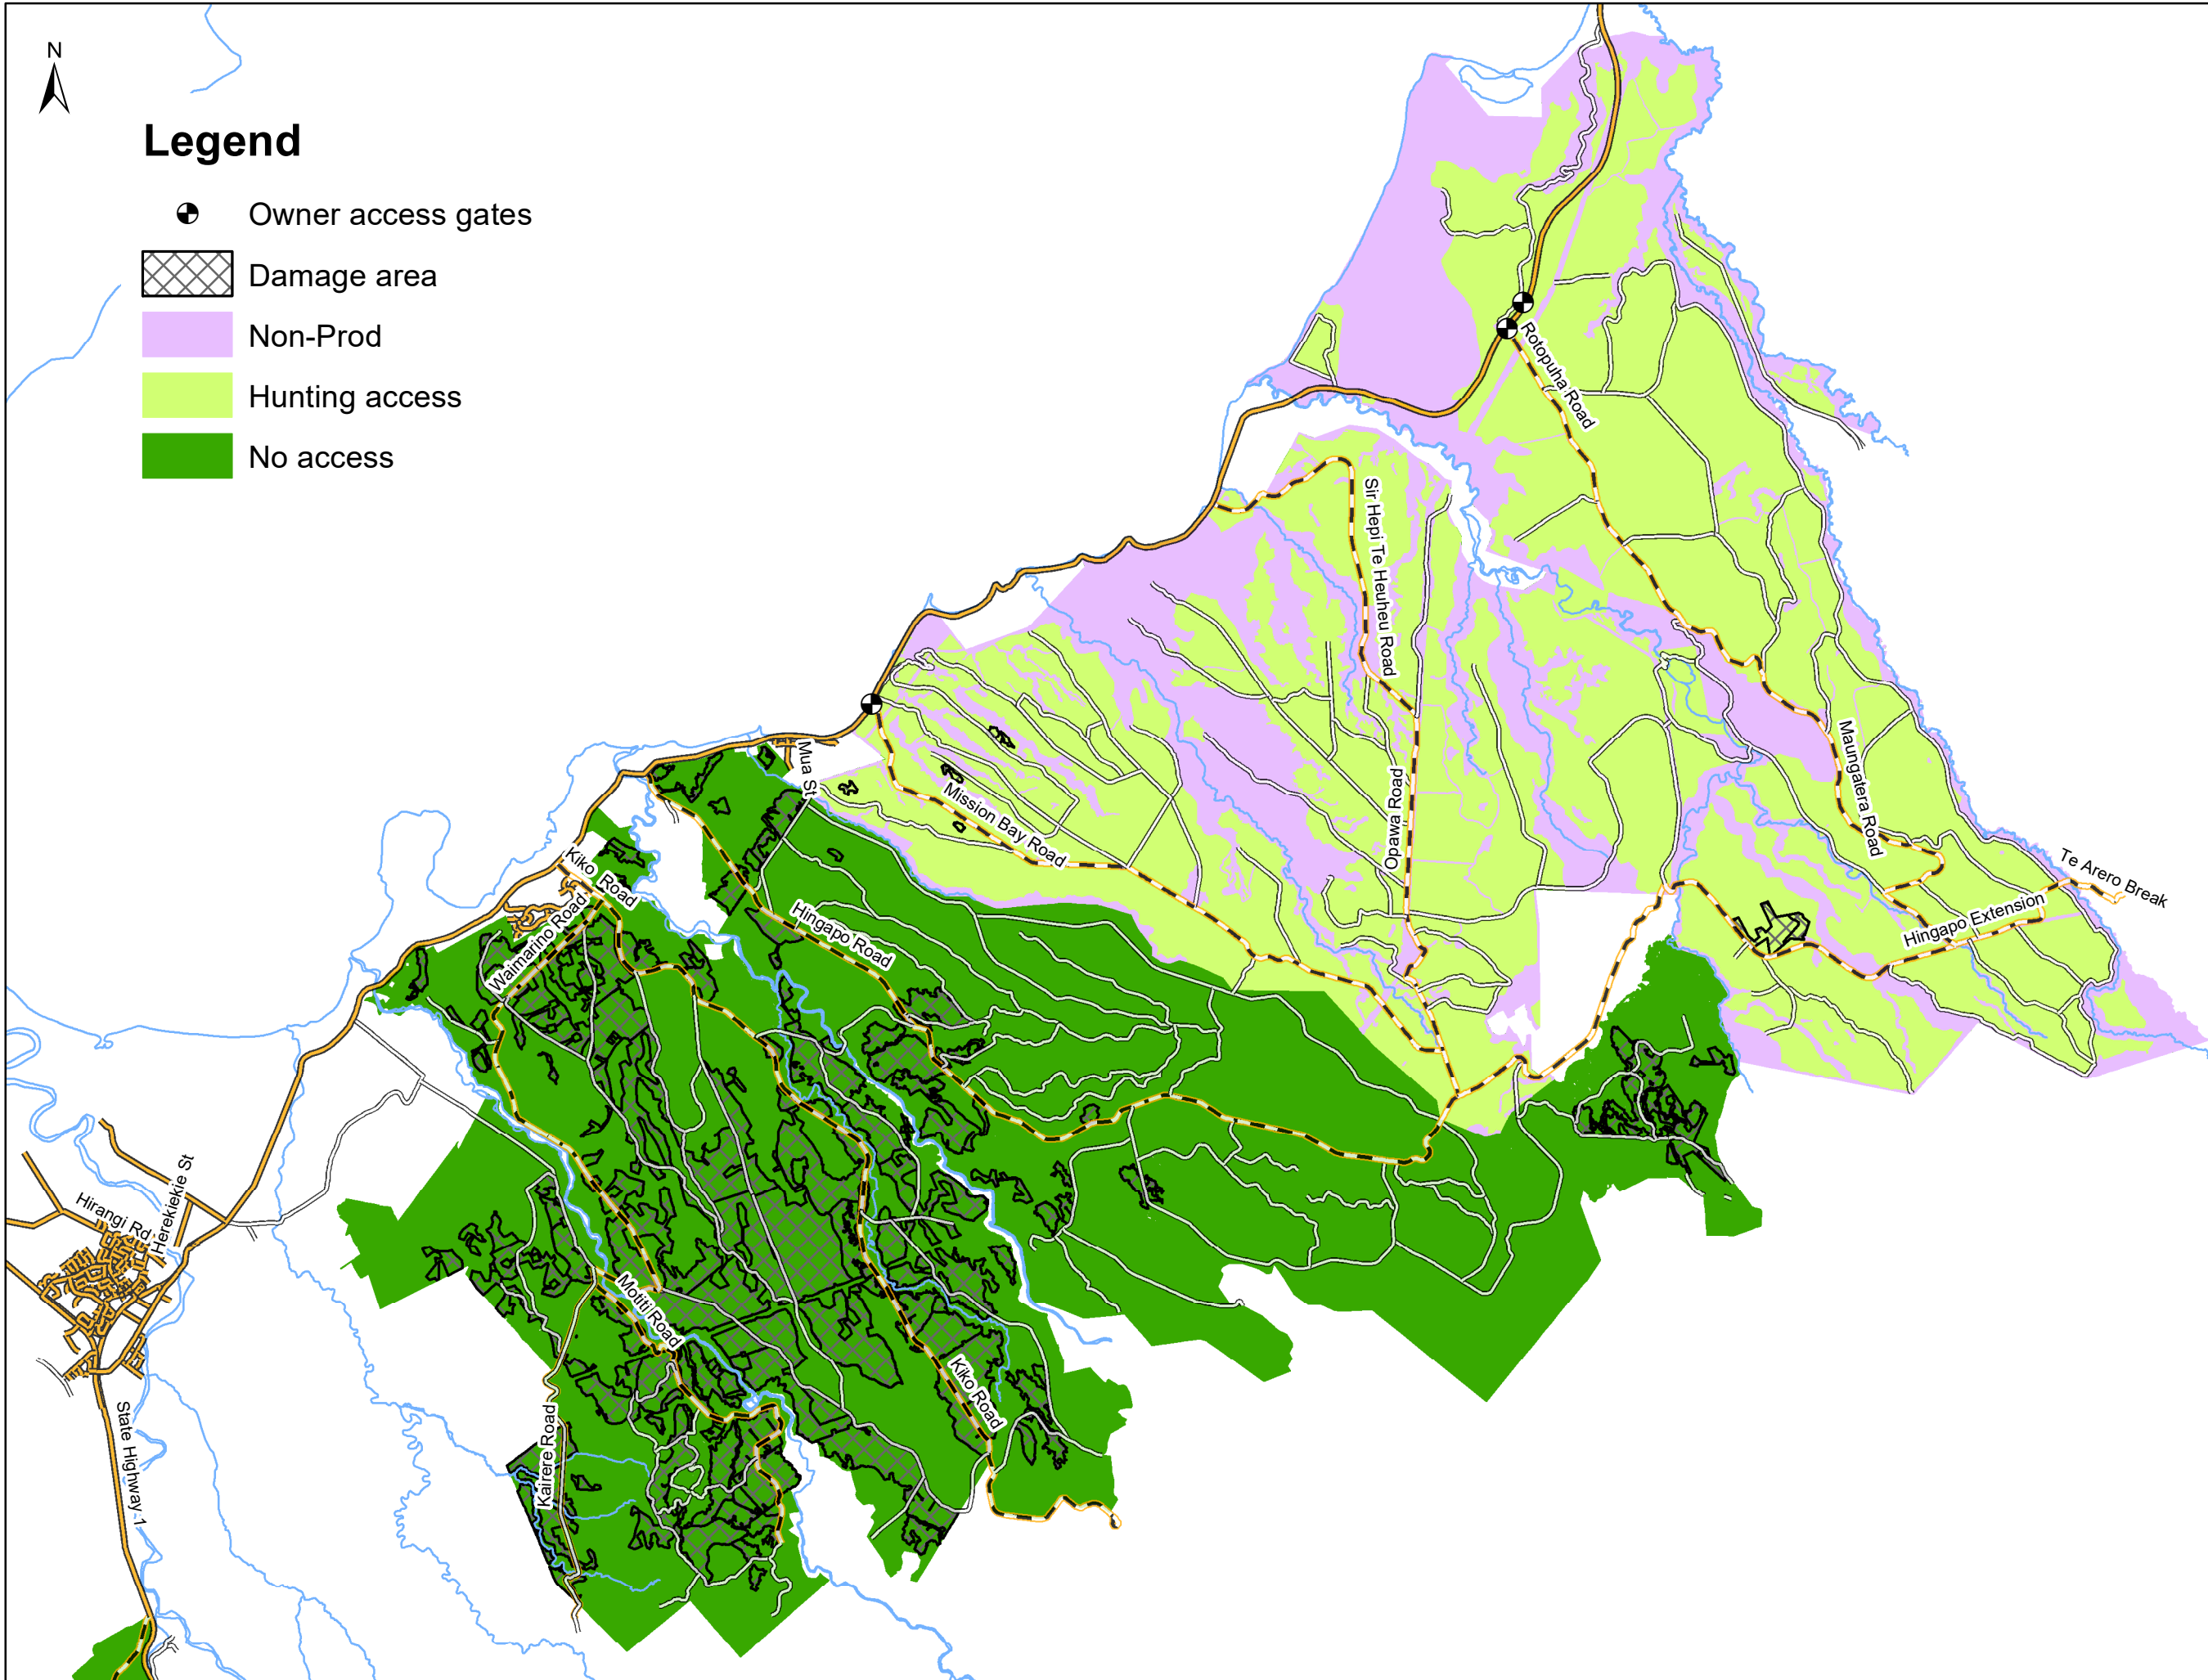 N
Legend
Owner access gates
Damage area
Non-Prod
Hunting access
No access
Rotopuha Road
Sir Hepi Te Heuheu Road
Maungatera Road
Mua St
Mission Bay Road
Opawa Road
Te Arero Break
Hingapo Extension
Kiko Road
Waimarino Road
Hingapo Road
Herekiekie St
Hirangi Rd
Motiti Road
Kiko Road
Kairere Road
State Highway 1